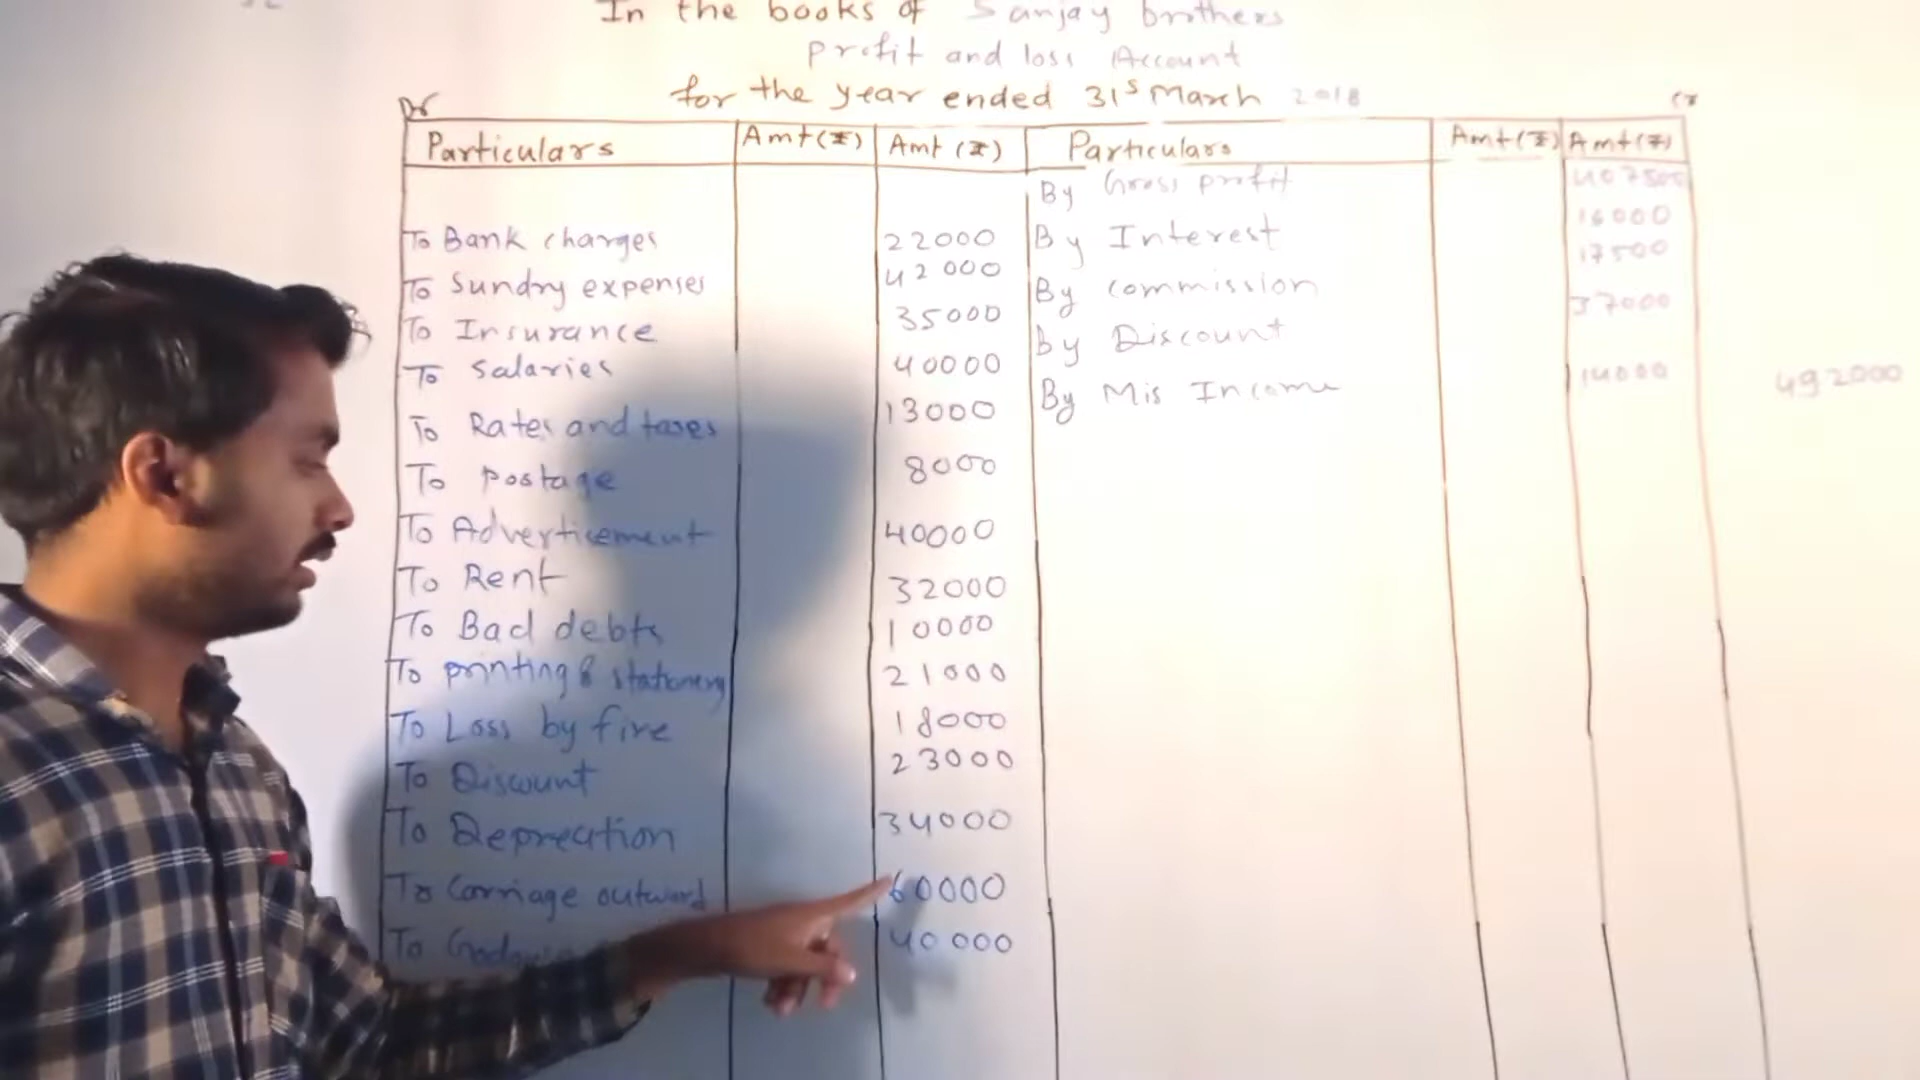 In the books of Sanjay brothers
profit and loss Account
for the year ended 31s March 2018
Dr Cr
Particulars Amt(₹) Amt (₹) Particulars Amt(₹) Amt(₹)
By Gross profit 407500
To Bank charges 22000 By Interest 16000
To Sundry expenses 42000 By commission 17500
To Insurance 35000 By Discount 37000
To Salaries 40000 By Mis Income 14000 492000
To Rates and taxes 13000
To postage 8000
To Adverticement 40000
To Rent 32000
To Bad debts 10000
To printing & stationery 21000
To Loss by fire 18000
To Discount 23000
To Depreciation 34000
To Carriage outward 60000
To 40000